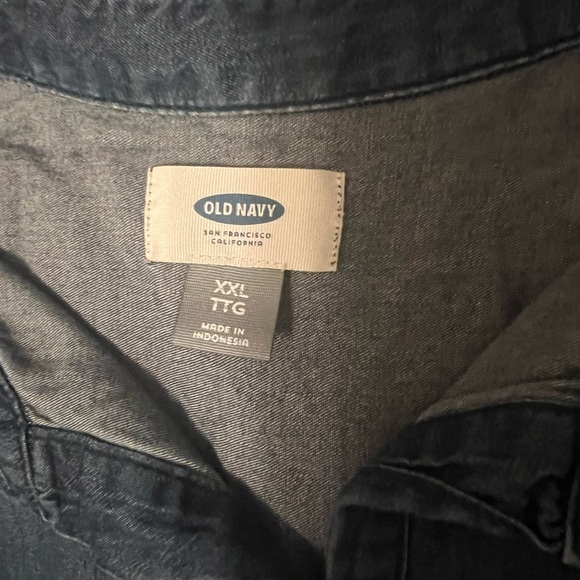 OLD NAVY
SAN FRANCISCO
CALIFORNIA
XXL
TTG
MADE IN
INDONESIA